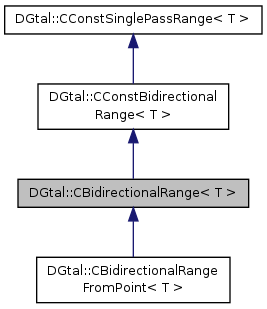 DGtal::CConstSinglePassRange< T >
DGtal::CConstBidirectional
Range< T >
DGtal::CBidirectionalRange< T >
DGtal::CBidirectionalRange
FromPoint< T >